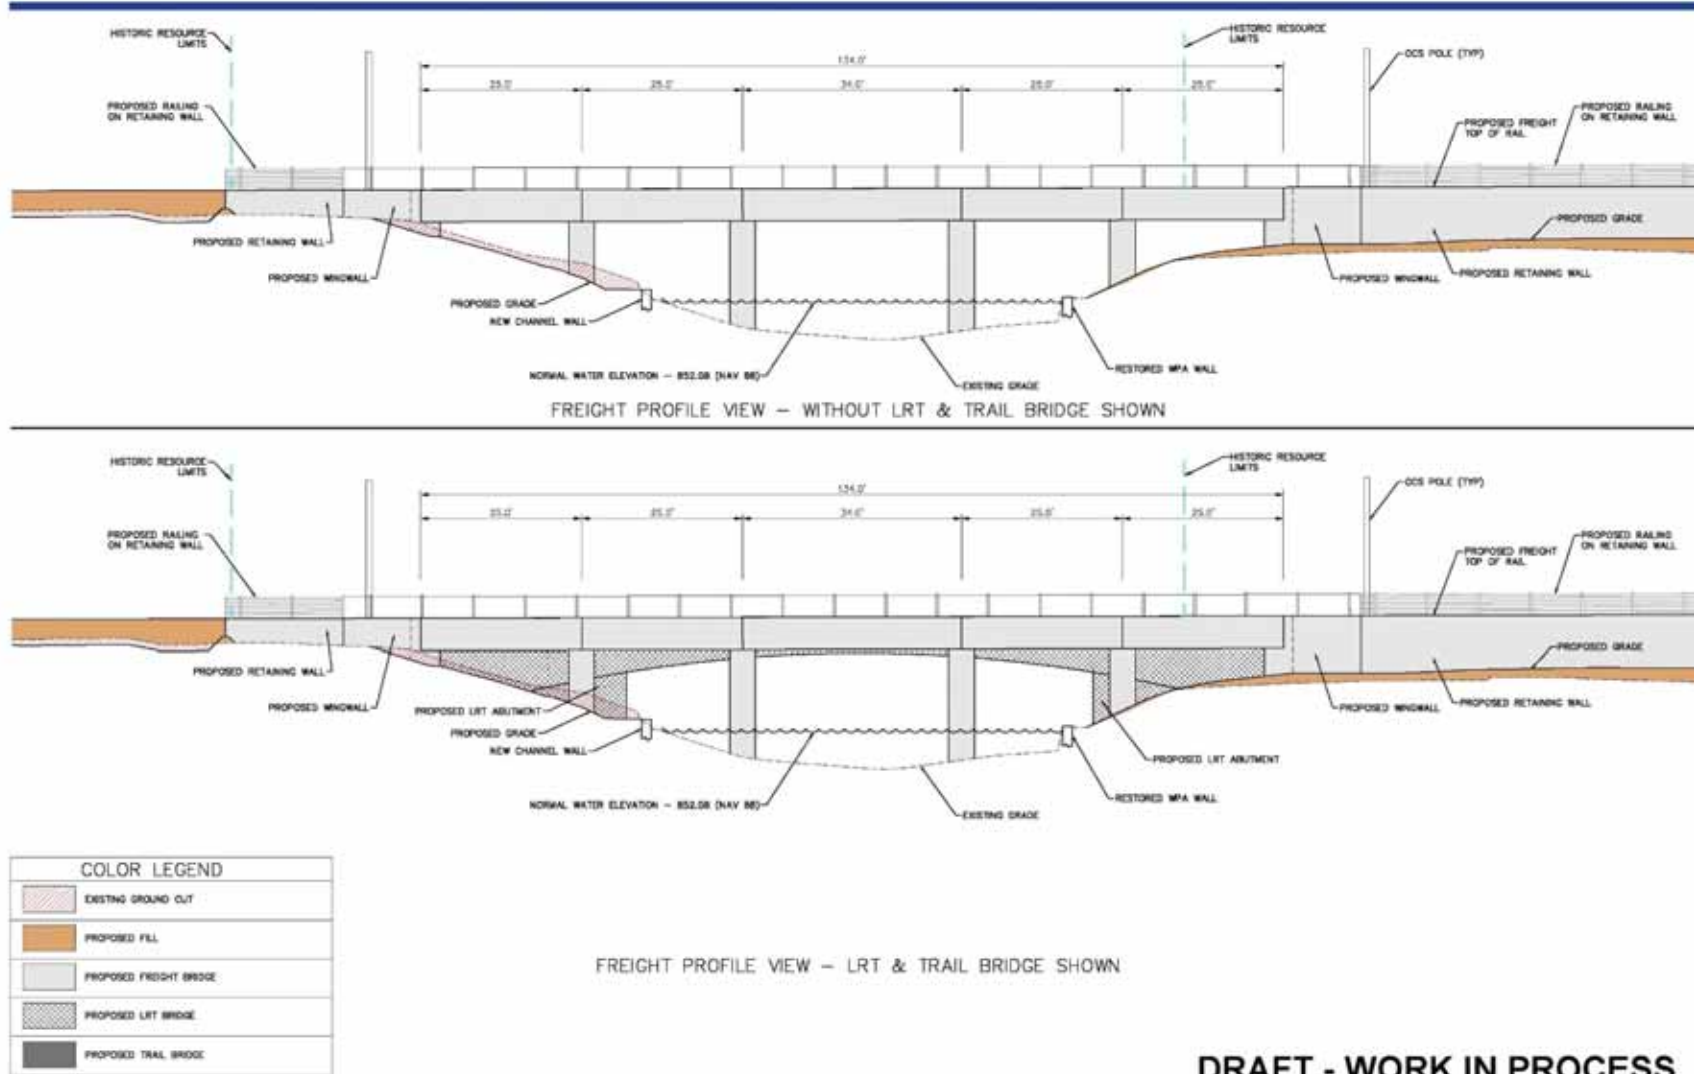 HISTORIC RESOURCE
LIMITS
HISTORIC RESOURCE
LIMITS
OCS POLE (TYP)
134.0'
25.0' 25.0' 34.0' 25.0' 25.0'
PROPOSED RAILING
ON RETAINING WALL
PROPOSED FREIGHT
TOP OF RAIL
PROPOSED RAILING
ON RETAINING WALL
PROPOSED RETAINING WALL
PROPOSED GRADE
PROPOSED WINGWALL
PROPOSED WINGWALL
PROPOSED RETAINING WALL
PROPOSED GRADE
NEW CHANNEL WALL
NORMAL WATER ELEVATION - 852.08 (NAV 88)
EXISTING GRADE
RESTORED WPA WALL
FREIGHT PROFILE VIEW - WITHOUT LRT & TRAIL BRIDGE SHOWN
HISTORIC RESOURCE
LIMITS
HISTORIC RESOURCE
LIMITS
OCS POLE (TYP)
134.0'
25.0' 25.0' 34.0' 25.0' 25.0'
PROPOSED RAILING
ON RETAINING WALL
PROPOSED FREIGHT
TOP OF RAIL
PROPOSED RAILING
ON RETAINING WALL
PROPOSED RETAINING WALL
PROPOSED GRADE
PROPOSED WINGWALL
PROPOSED LRT ABUTMENT
PROPOSED WINGWALL
PROPOSED RETAINING WALL
PROPOSED GRADE
NEW CHANNEL WALL
PROPOSED LRT ABUTMENT
NORMAL WATER ELEVATION - 852.08 (NAV 88)
EXISTING GRADE
RESTORED WPA WALL
COLOR LEGEND
EXISTING GROUND CUT
PROPOSED FILL
PROPOSED FREIGHT BRIDGE
PROPOSED LRT BRIDGE
PROPOSED TRAIL BRIDGE
FREIGHT PROFILE VIEW - LRT & TRAIL BRIDGE SHOWN
DRAFT - WORK IN PROCESS